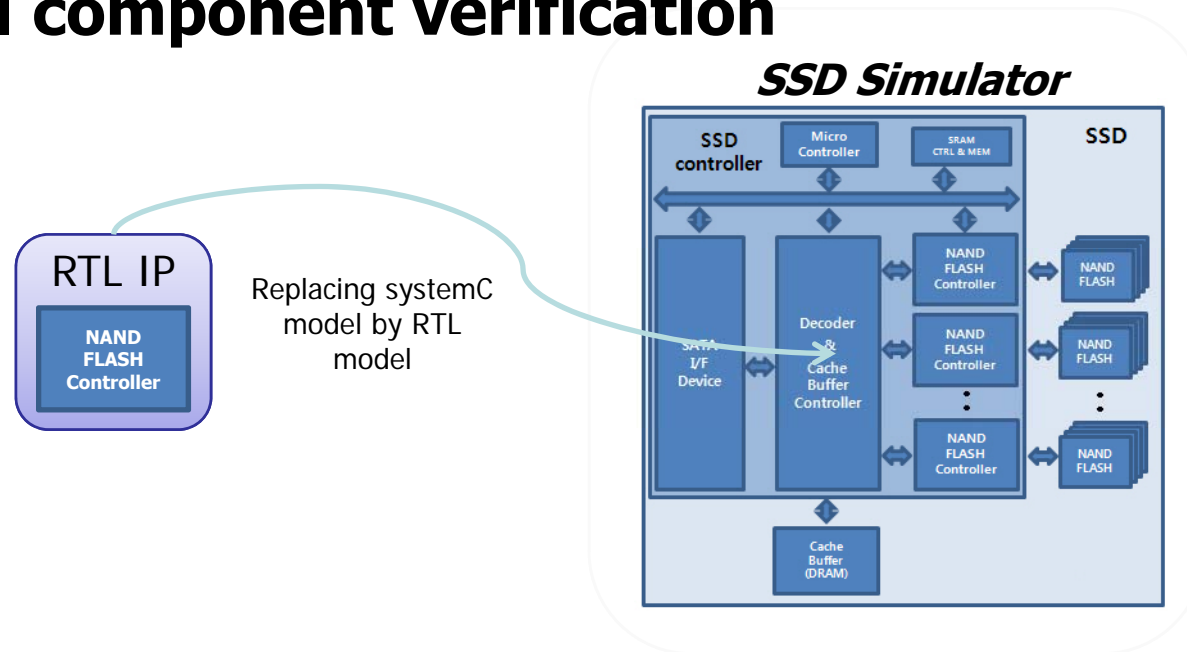 component verification
SSD Simulator
RTL IP
NAND
FLASH
Controller
Replacing systemC
model by RTL
model
SSD
controller
Micro
Controller
SRAM
CTRL & MEM
SSD
SATA
I/F
Device
Decoder
&
Cache
Buffer
Controller
NAND
FLASH
Controller
NAND
FLASH
NAND
FLASH
Controller
NAND
FLASH
NAND
FLASH
Controller
NAND
FLASH
Cache
Buffer
(DRAM)